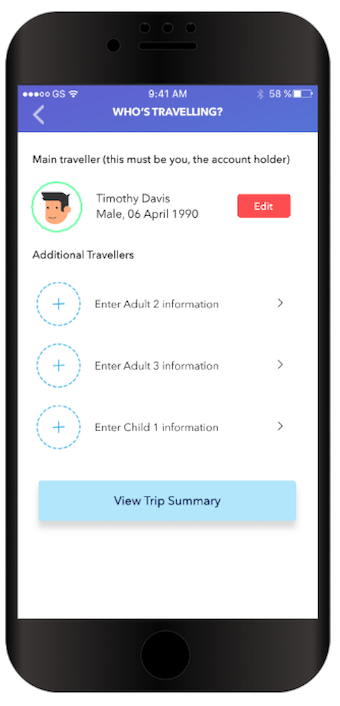 GS 9:41 AM 58 %
WHO'S TRAVELLING?
Main traveller (this must be you, the account holder)
Timothy Davis
Male, 06 April 1990
Edit
Additional Travellers
Enter Adult 2 information
Enter Adult 3 information
Enter Child 1 information
View Trip Summary